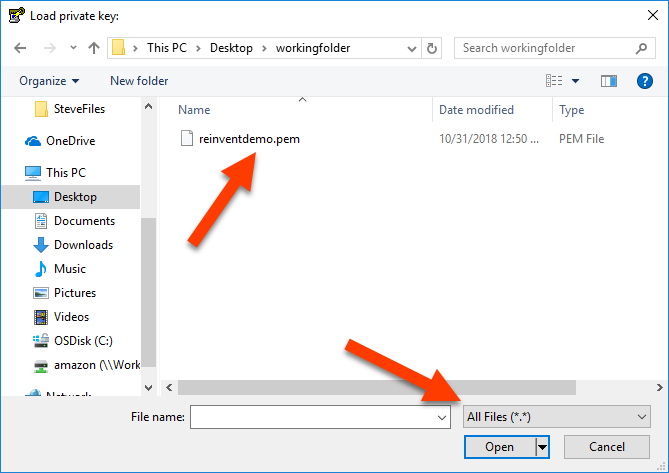 Load private key:
This PC
Desktop
workingfolder
Search workingfolder
Organize
New folder
Name
Date modified
Type
SteveFiles
reinventdemo.pem
10/31/2018 12:50 ...
PEM File
OneDrive
This PC
Desktop
Documents
Downloads
Music
Pictures
Videos
OSDisk (C:)
amazon (\\Work
Network
File name:
All Files (*.*)
Open
Cancel